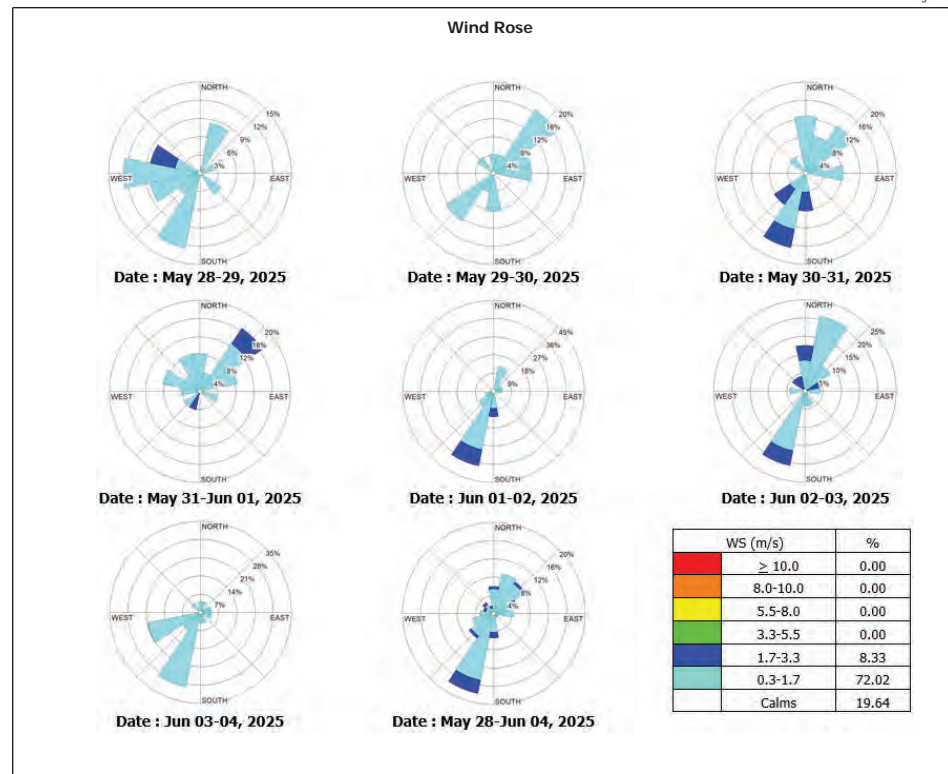 Wind Rose
NORTH
15%
12%
9%
6%
3%
WEST
EAST
SOUTH
Date : May 28-29, 2025
NORTH
20%
16%
12%
8%
4%
WEST
EAST
SOUTH
Date : May 29-30, 2025
NORTH
20%
16%
12%
8%
4%
WEST
EAST
SOUTH
Date : May 30-31, 2025
NORTH
20%
16%
12%
8%
4%
WEST
EAST
SOUTH
Date : May 31-Jun 01, 2025
NORTH
45%
36%
27%
18%
9%
WEST
EAST
SOUTH
Date : Jun 01-02, 2025
NORTH
25%
20%
15%
10%
5%
WEST
EAST
SOUTH
Date : Jun 02-03, 2025
NORTH
35%
28%
21%
14%
7%
WEST
EAST
SOUTH
Date : Jun 03-04, 2025
NORTH
20%
16%
12%
8%
4%
WEST
EAST
SOUTH
Date : May 28-Jun 04, 2025
WS (m/s) %
≥ 10.0 0.00
8.0-10.0 0.00
5.5-8.0 0.00
3.3-5.5 0.00
1.7-3.3 8.33
0.3-1.7 72.02
Calms 19.64